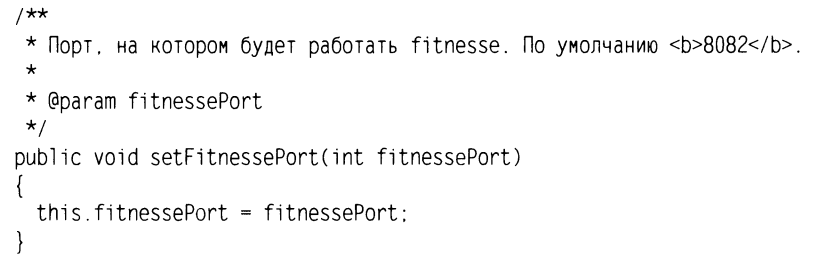 /**
 * Порт, на котором будет работать fitnesse. По умолчанию <b>8082</b>.
 *
 * @param fitnessePort
 */
public void setFitnessePort(int fitnessePort)
{
  this.fitnessePort = fitnessePort;
}